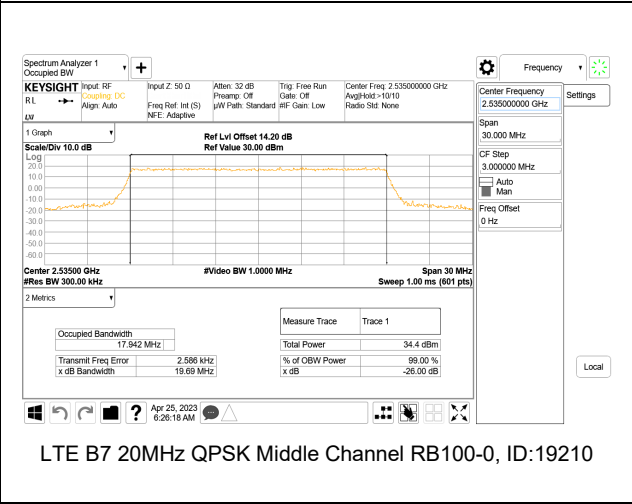 Spectrum Analyzer 1
Occupied BW
+
Frequency
Settings
KEYSIGHT
RL
LXI
Input: RF
Coupling: DC
Align: Auto
Input Z: 50 Ω
Freq Ref: Int (S)
NFE: Adaptive
Atten: 32 dB
Preamp: Off
µW Path: Standard
Trig: Free Run
Gate: Off
#IF Gain: Low
Center Freq: 2.535000000 GHz
Avg|Hold:>10/10
Radio Std: None
Center Frequency
2.535000000 GHz
Span
30.000 MHz
CF Step
3.000000 MHz
Auto
Man
Freq Offset
0 Hz
1 Graph
Scale/Div 10.0 dB
Ref Lvl Offset 14.20 dB
Ref Value 30.00 dBm
Log
20.0
10.0
0.00
-10.0
-20.0
-30.0
-40.0
-50.0
-60.0
Center 2.53500 GHz
#Video BW 1.0000 MHz
Span 30 MHz
#Res BW 300.00 kHz
Sweep 1.00 ms (601 pts)
2 Metrics
Occupied Bandwidth
17.942 MHz
Transmit Freq Error 2.586 kHz
x dB Bandwidth 19.69 MHz
Measure Trace Trace 1
Total Power 34.4 dBm
% of OBW Power 99.00 %
x dB -26.00 dB
Local
?
Apr 25, 2023
6:26:18 AM
LTE B7 20MHz QPSK Middle Channel RB100-0, ID:19210